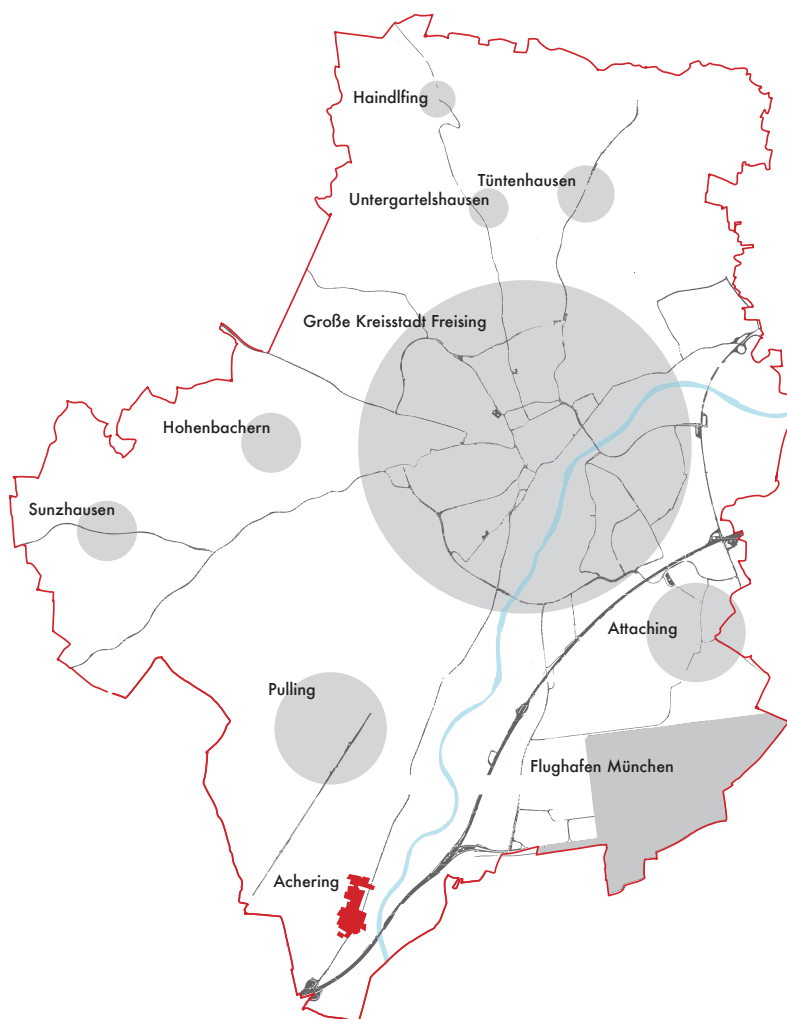 Haindlfing
Tüntenhausen
Untergartelshausen
Große Kreisstadt Freising
Hohenbachern
Sunzhausen
Attaching
Pulling
Flughafen München
Achering